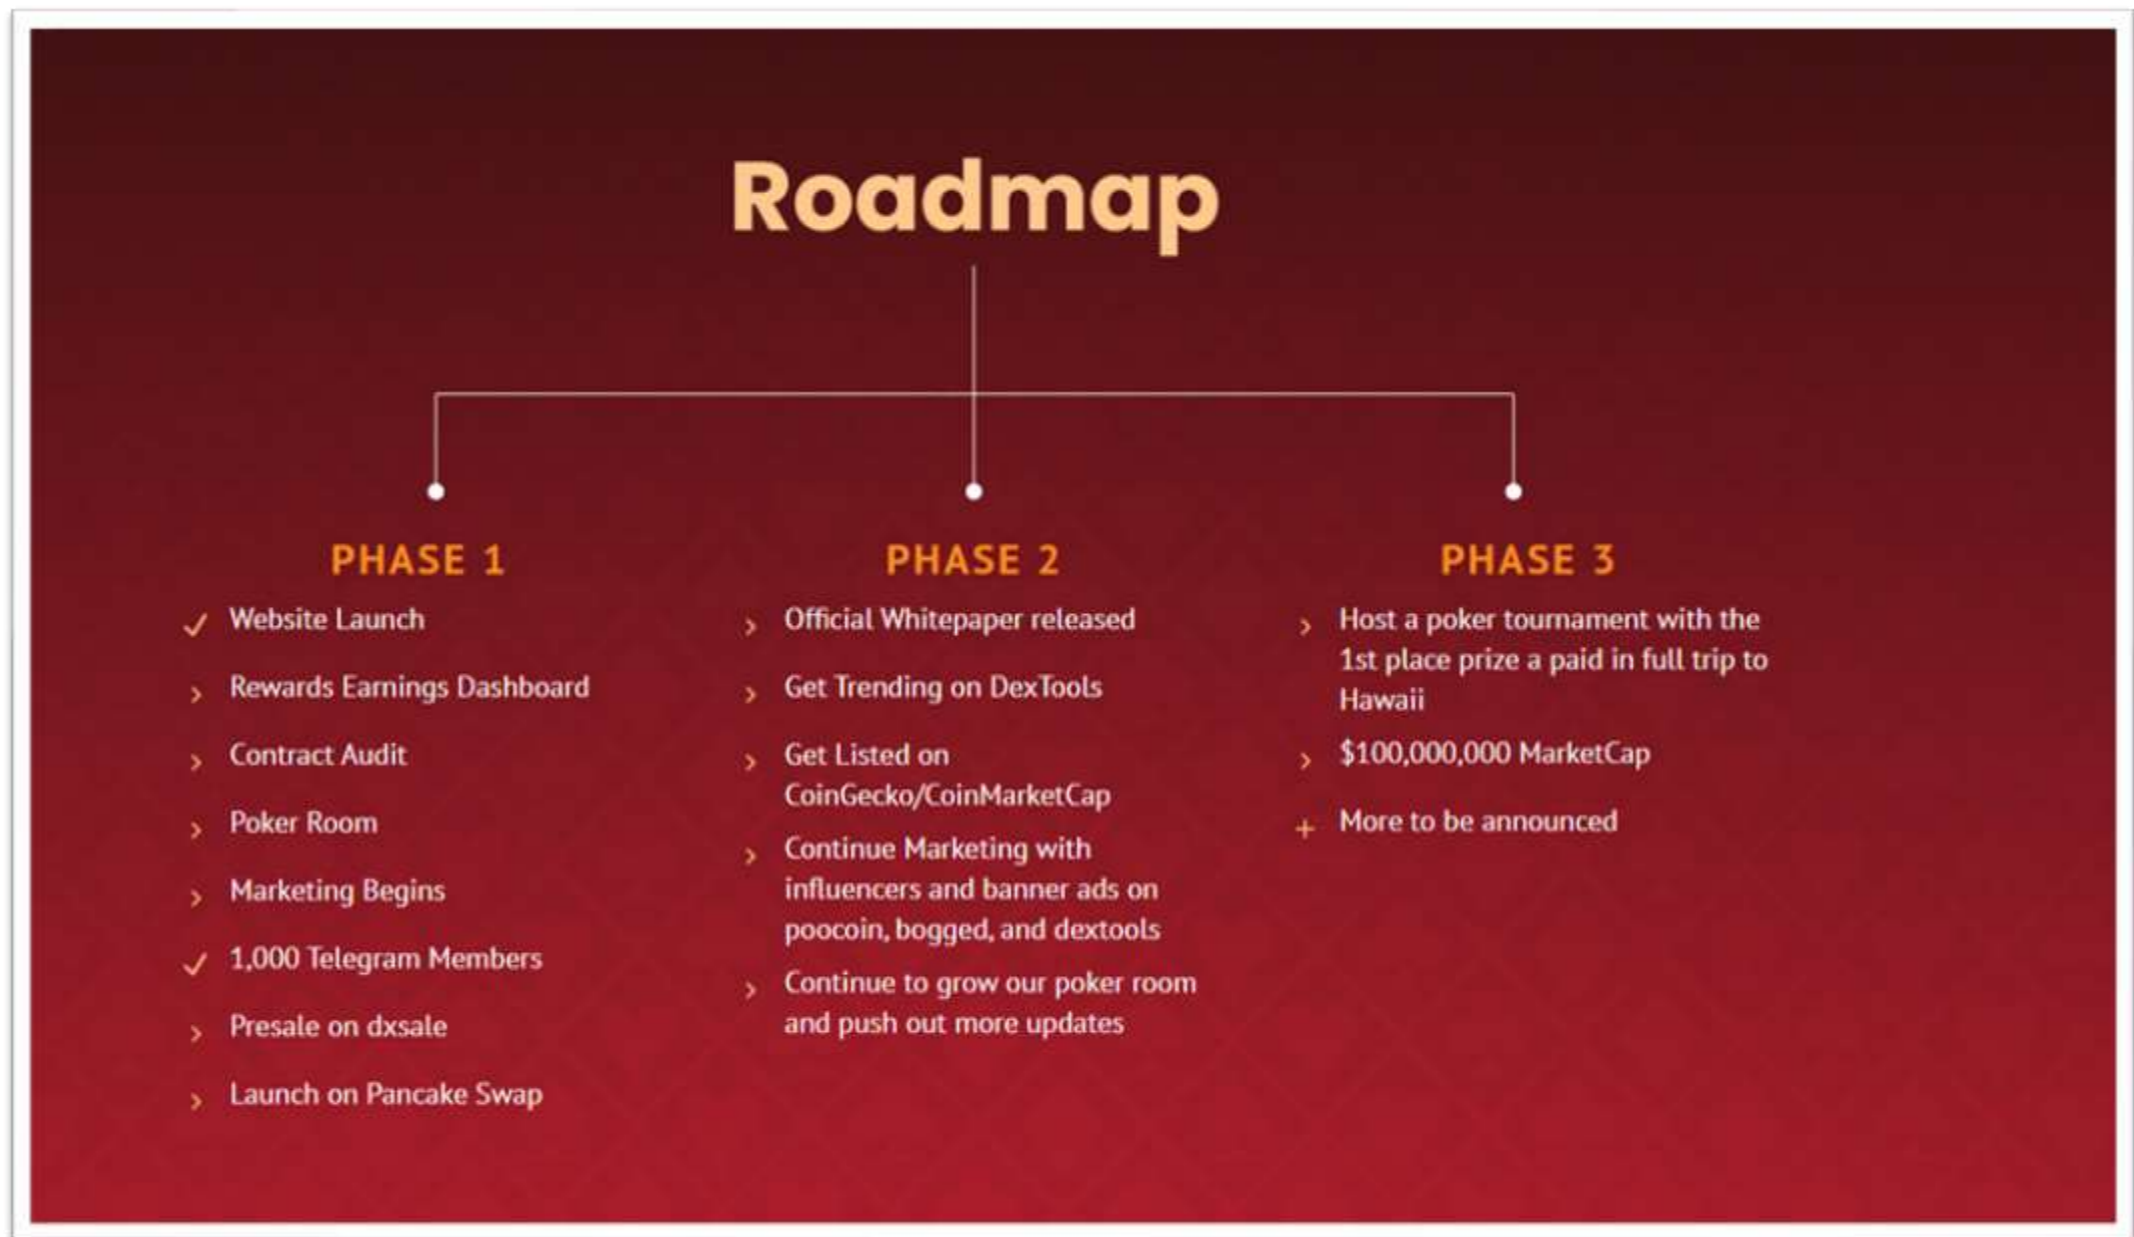 Roadmap
PHASE 1
Website Launch
Rewards Earnings Dashboard
Contract Audit
Poker Room
Marketing Begins
1,000 Telegram Members
Presale on dxsale
Launch on Pancake Swap
PHASE 2
Official Whitepaper released
Get Trending on DexTools
Get Listed on
CoinGecko/CoinMarketCap
Continue Marketing with
influencers and banner ads on
poocoin, bogged, and dextools
Continue to grow our poker room
and push out more updates
PHASE 3
Host a poker tournament with the
1st place prize a paid in full trip to
Hawaii
$100,000,000 MarketCap
More to be announced